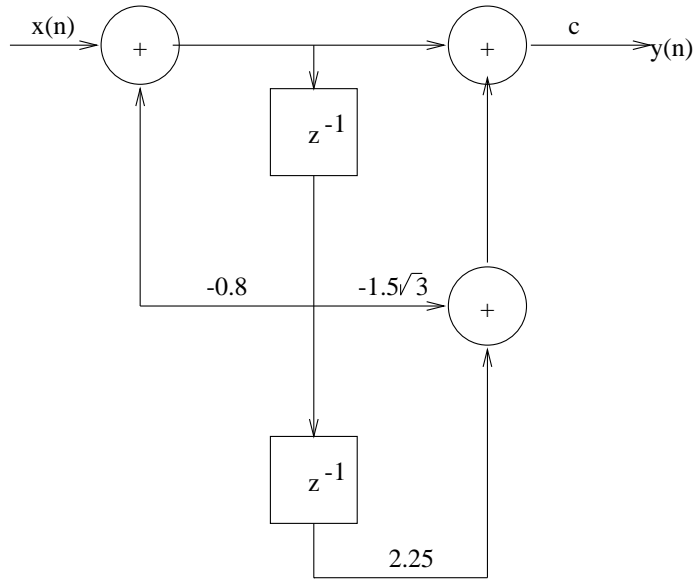 x(n)
+
+
c
y(n)
z⁻¹
-0.8
-1.5√3
+
z⁻¹
2.25